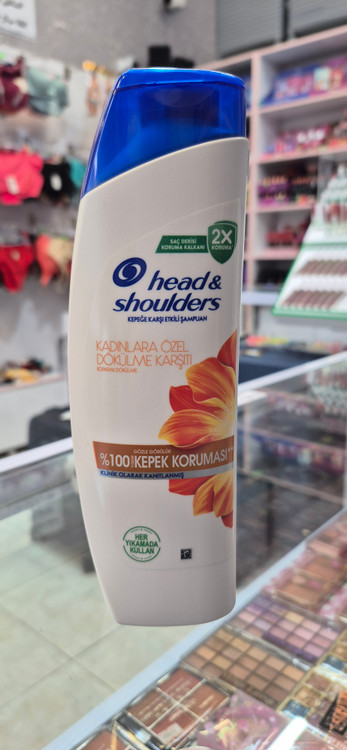 SAÇ DERİSİ
KORUMA KALKANI
2X
KORUMA
head &
shoulders
KEPEĞE KARŞI ETKİLİ ŞAMPUAN
KADINLARA ÖZEL
DÖKÜLME KARŞITI
GÖZLE GÖRÜLÜR
%100 KEPEK KORUMASI
KLİNİK OLARAK KANITLANMIŞ
HER
YIKAMADA
KULLAN